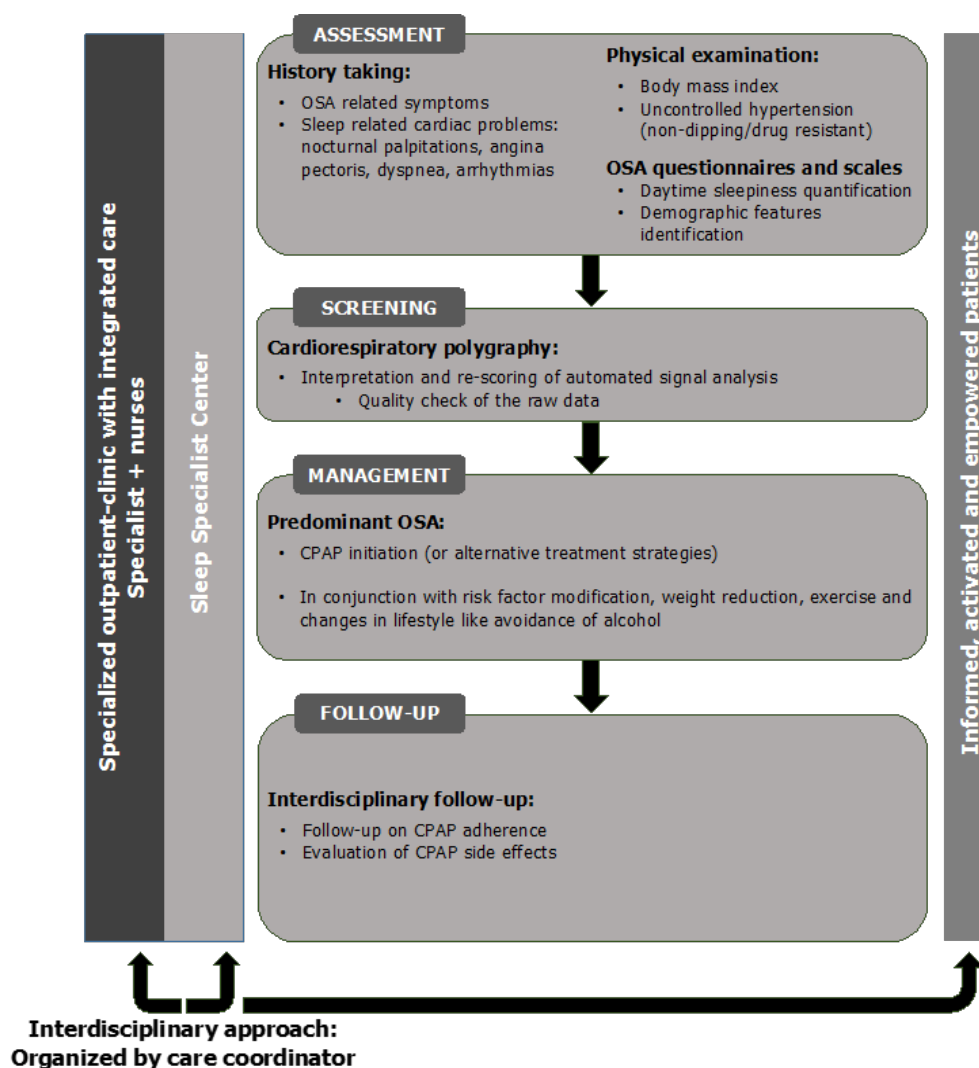 Specialized outpatient-clinic with integrated care
Specialist + nurses
Sleep Specialist Center
ASSESSMENT
History taking:
• OSA related symptoms
• Sleep related cardiac problems:
nocturnal palpitations, angina
pectoris, dyspnea, arrhythmias
Physical examination:
• Body mass index
• Uncontrolled hypertension
(non-dipping/drug resistant)
OSA questionnaires and scales
• Daytime sleepiness quantification
• Demographic features
identification
SCREENING
Cardiorespiratory polygraphy:
• Interpretation and re-scoring of automated signal analysis
• Quality check of the raw data
MANAGEMENT
Predominant OSA:
• CPAP initiation (or alternative treatment strategies)
• In conjunction with risk factor modification, weight reduction, exercise and
changes in lifestyle like avoidance of alcohol
FOLLOW-UP
Interdisciplinary follow-up:
• Follow-up on CPAP adherence
• Evaluation of CPAP side effects
Informed, activated and empowered patients
Interdisciplinary approach:
Organized by care coordinator